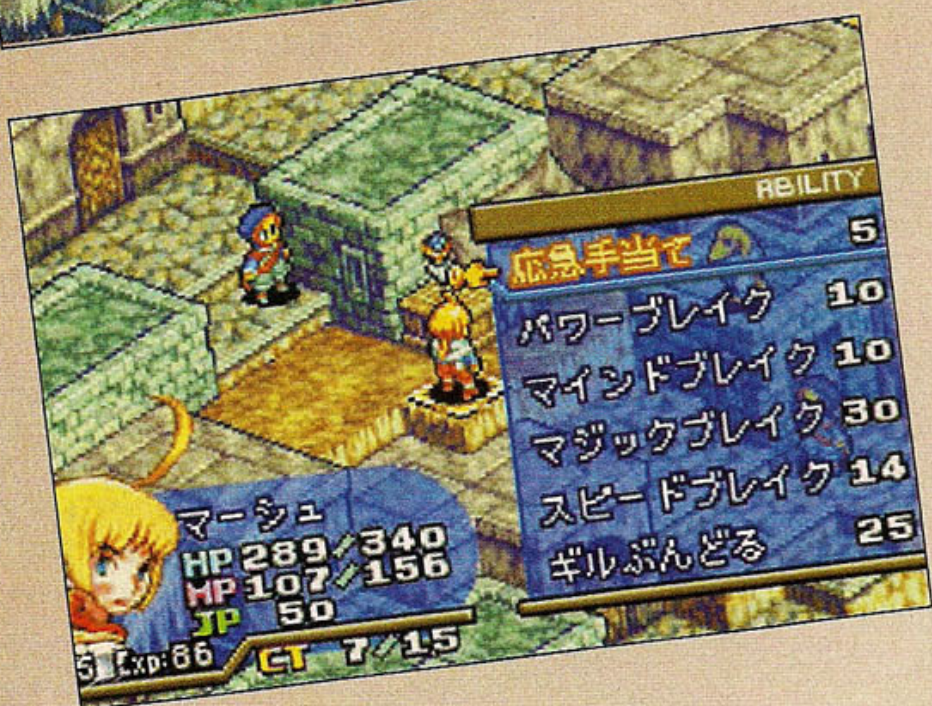 ABILITY
応急手当て 5
パワーブレイク 10
マインドブレイク 10
マジックブレイク 30
スピードブレイク 14
ギルぶんどる 25
マーシュ
HP 289/340
MP 107/156
JP 50
5 Exp:86 CT 7/15